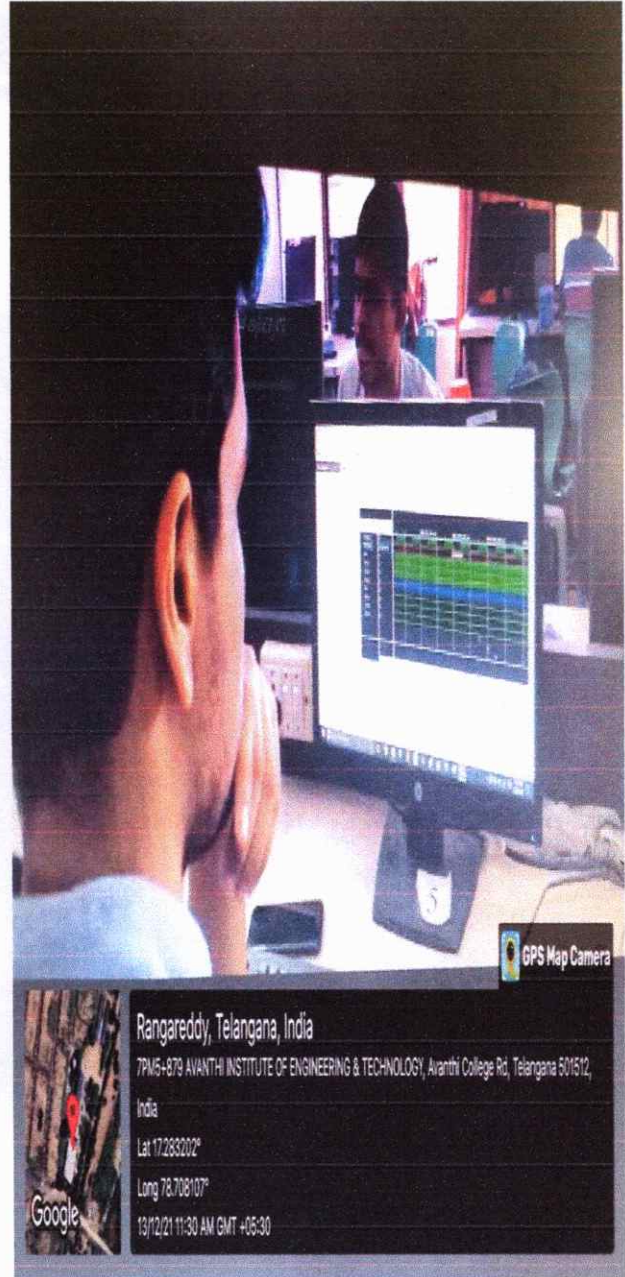 5
GPS Map Camera
Rangareddy, Telangana, India
7PM5+879 AVANTHI INSTITUTE OF ENGINEERING & TECHNOLOGY, Avanthi College Rd, Telangana 501512,
India
Lat 17.283202°
Long 78.708107°
13/12/21 11:30 AM GMT +05:30
Google